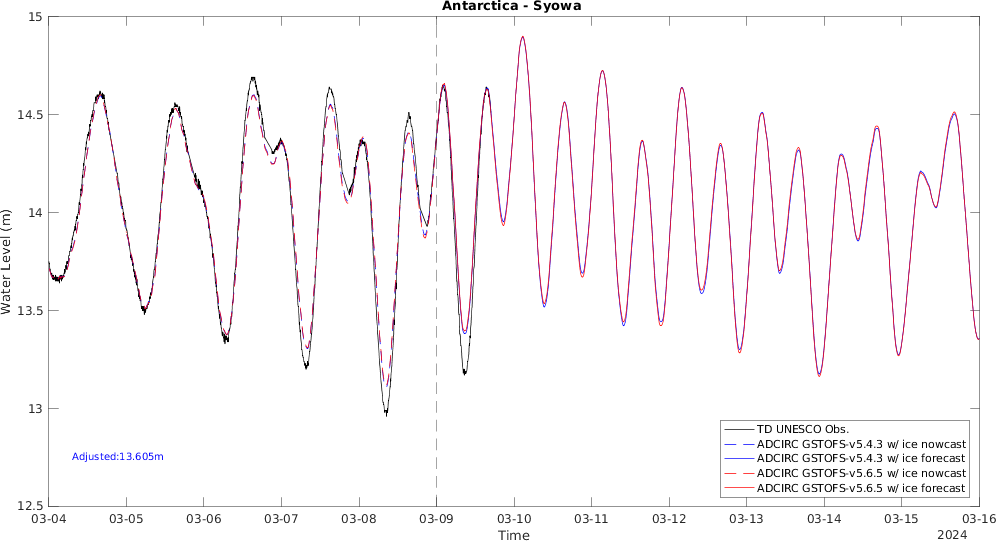 Antarctica - Syowa
15
14.5
14
13.5
13
12.5
Water Level (m)
Adjusted:13.605m
TD UNESCO Obs.
ADCIRC GSTOFS-v5.4.3 w/ ice nowcast
ADCIRC GSTOFS-v5.4.3 w/ ice forecast
ADCIRC GSTOFS-v5.6.5 w/ ice nowcast
ADCIRC GSTOFS-v5.6.5 w/ ice forecast
03-04 03-05 03-06 03-07 03-08 03-09 03-10 03-11 03-12 03-13 03-14 03-15 03-16
Time
2024